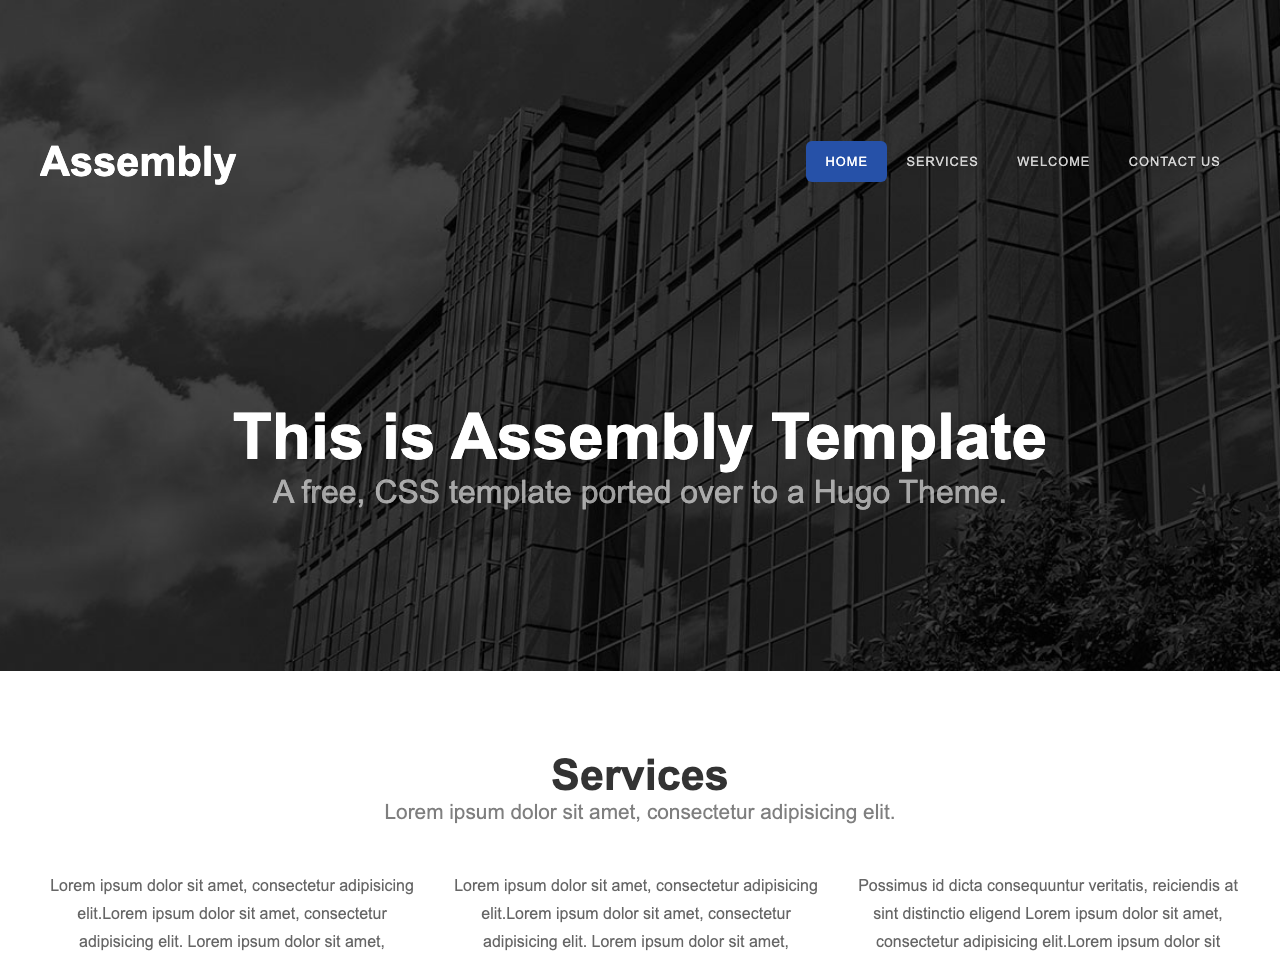 Assembly
HOME SERVICES WELCOME CONTACT US
This is Assembly Template
A free, CSS template ported over to a Hugo Theme.
Services
Lorem ipsum dolor sit amet, consectetur adipisicing elit.
Lorem ipsum dolor sit amet, consectetur adipisicing
elit.Lorem ipsum dolor sit amet, consectetur
adipisicing elit. Lorem ipsum dolor sit amet,
Lorem ipsum dolor sit amet, consectetur adipisicing
elit.Lorem ipsum dolor sit amet, consectetur
adipisicing elit. Lorem ipsum dolor sit amet,
Possimus id dicta consequuntur veritatis, reiciendis at
sint distinctio eligend Lorem ipsum dolor sit amet,
consectetur adipisicing elit.Lorem ipsum dolor sit